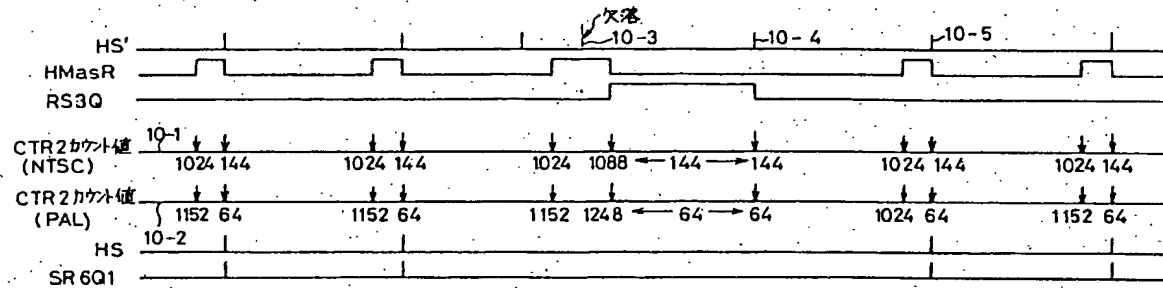 欠落
HS' 10-3 10-4 10-5
HMasR
RS3Q
10-1
CTR2カウント値
(NTSC) 1024 144 1024 144 1024 1088 ←144→ 144 1024 144 1024 144
CTR2カウント値
(PAL) 1152 64 1152 64 1152 1248 ←64→ 64 1024 64 1152 64
10-2
HS
SR6Q1